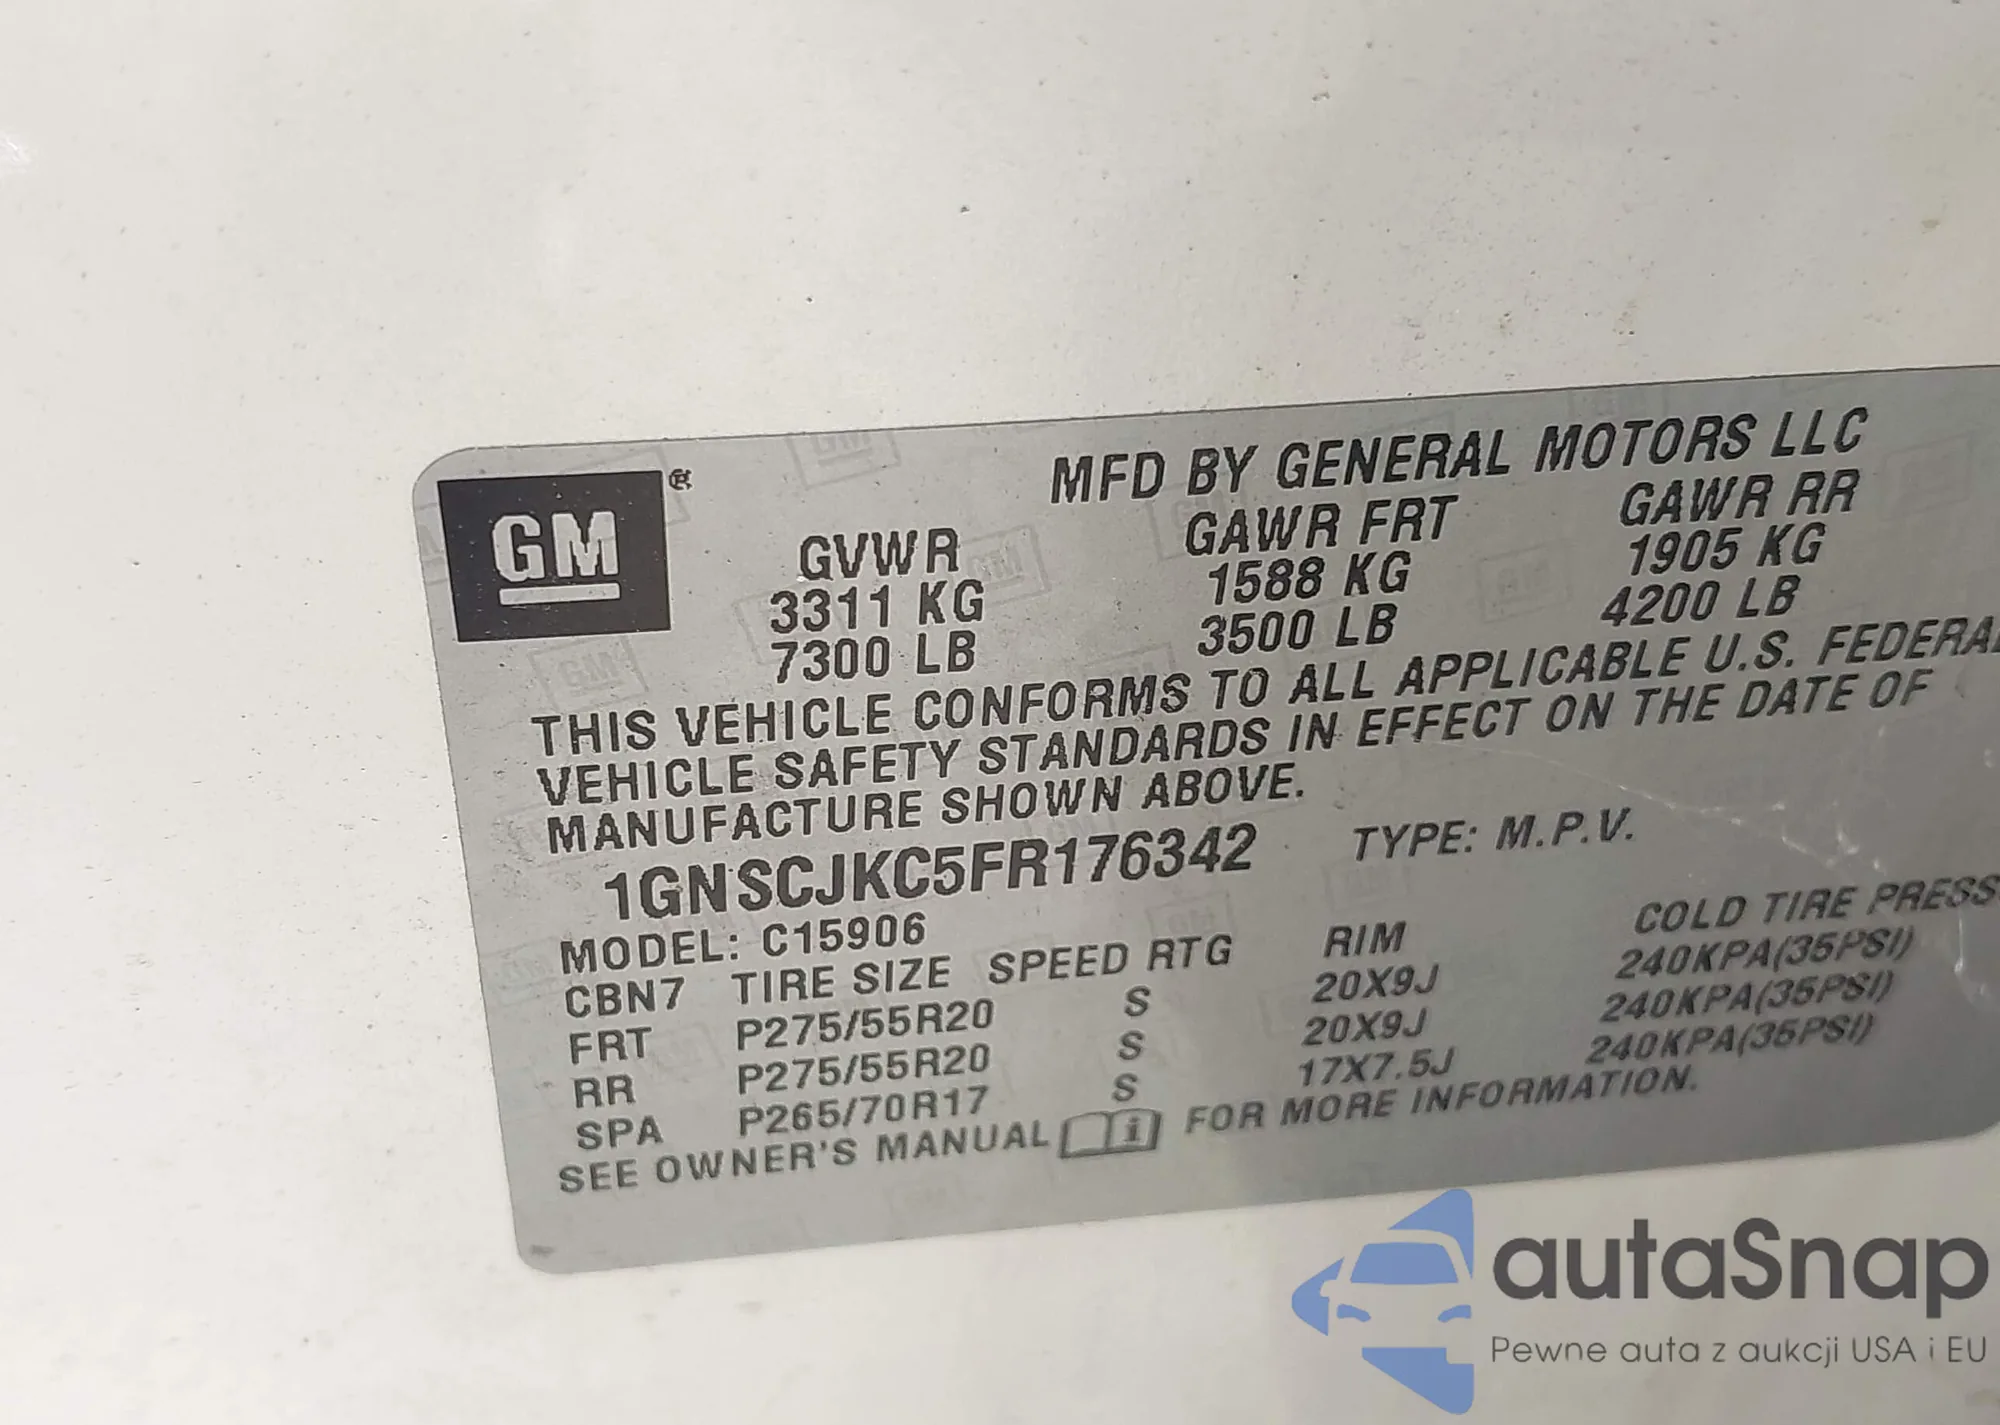 GM ®
MFD BY GENERAL MOTORS LLC
GVWR GAWR FRT GAWR RR
3311 KG 1588 KG 1905 KG
7300 LB 3500 LB 4200 LB
THIS VEHICLE CONFORMS TO ALL APPLICABLE U.S. FEDERAL
VEHICLE SAFETY STANDARDS IN EFFECT ON THE DATE OF
MANUFACTURE SHOWN ABOVE.
1GNSCJKC5FR176342 TYPE: M.P.V.
MODEL: C15906
CBN7 TIRE SIZE SPEED RTG RIM COLD TIRE PRESS
FRT P275/55R20 S 20X9J 240KPA(35PSI)
RR P275/55R20 S 20X9J 240KPA(35PSI)
SPA P265/70R17 S 17X7.5J 240KPA(35PSI)
SEE OWNER'S MANUAL i FOR MORE INFORMATION.
autaSnap
Pewne auta z aukcji USA i EU